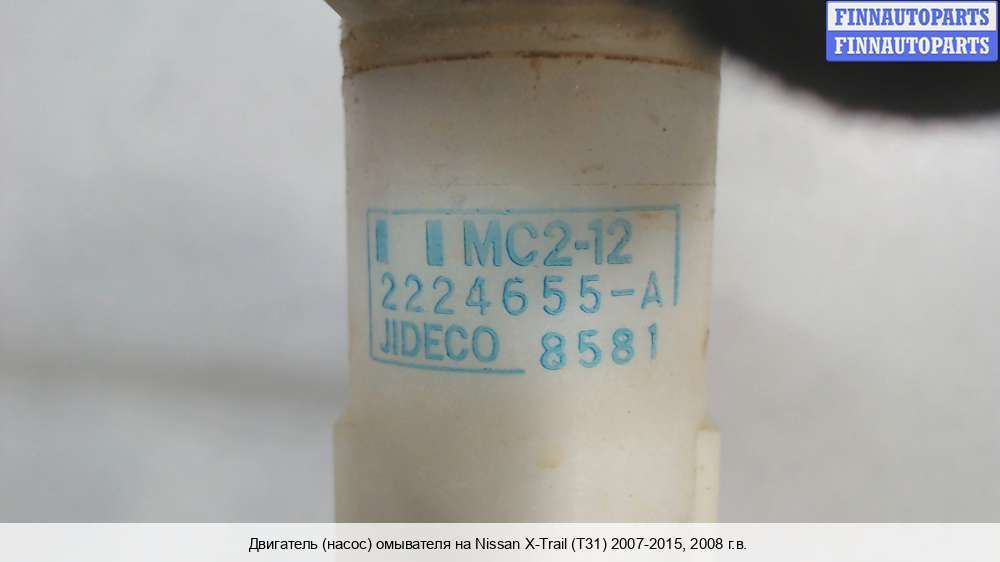 FINNAUTOPARTS
FINNAUTOPARTS
MC2-12
2224655-A
JIDECO 8581
Двигатель (насос) омывателя на Nissan X-Trail (T31) 2007-2015, 2008 г.в.